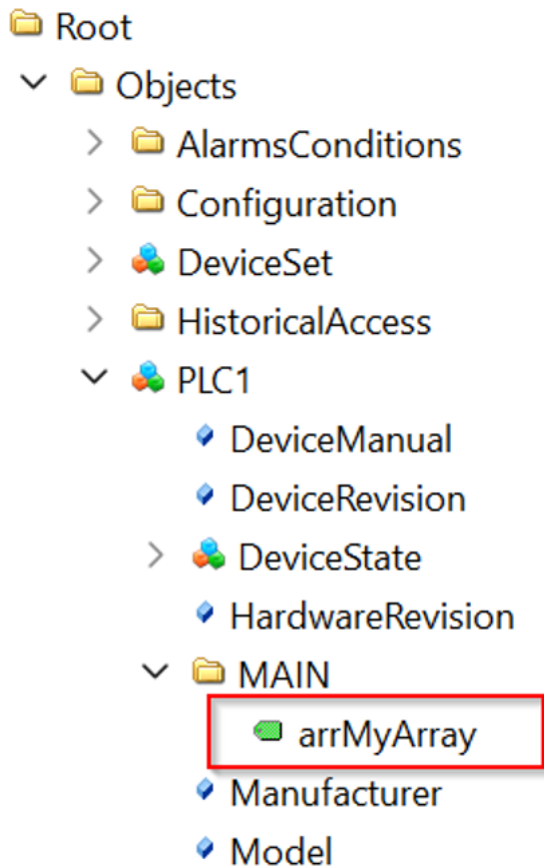 Root
Objects
AlarmsConditions
Configuration
DeviceSet
HistoricalAccess
PLC1
DeviceManual
DeviceRevision
DeviceState
HardwareRevision
MAIN
arrMyArray
Manufacturer
Model